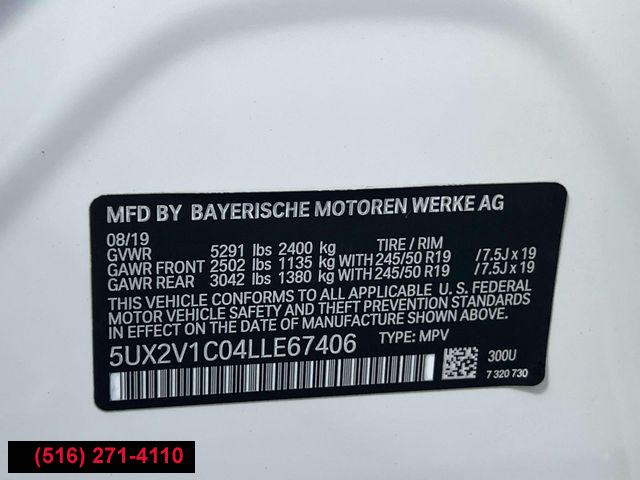 MFD BY BAYERISCHE MOTOREN WERKE AG
08/19 TIRE / RIM
GVWR 5291 lbs 2400 kg
GAWR FRONT 2502 lbs 1135 kg WITH 245/50 R19 /7.5J x 19
GAWR REAR 3042 lbs 1380 kg WITH 245/50 R19 /7.5J x 19
THIS VEHICLE CONFORMS TO ALL APPLICABLE U. S. FEDERAL
MOTOR VEHICLE SAFETY AND THEFT PREVENTION STANDARDS
IN EFFECT ON THE DATE OF MANUFACTURE SHOWN ABOVE.
5UX2V1C04LLE67406 TYPE: MPV
300U
7 320 730
(516) 271-4110